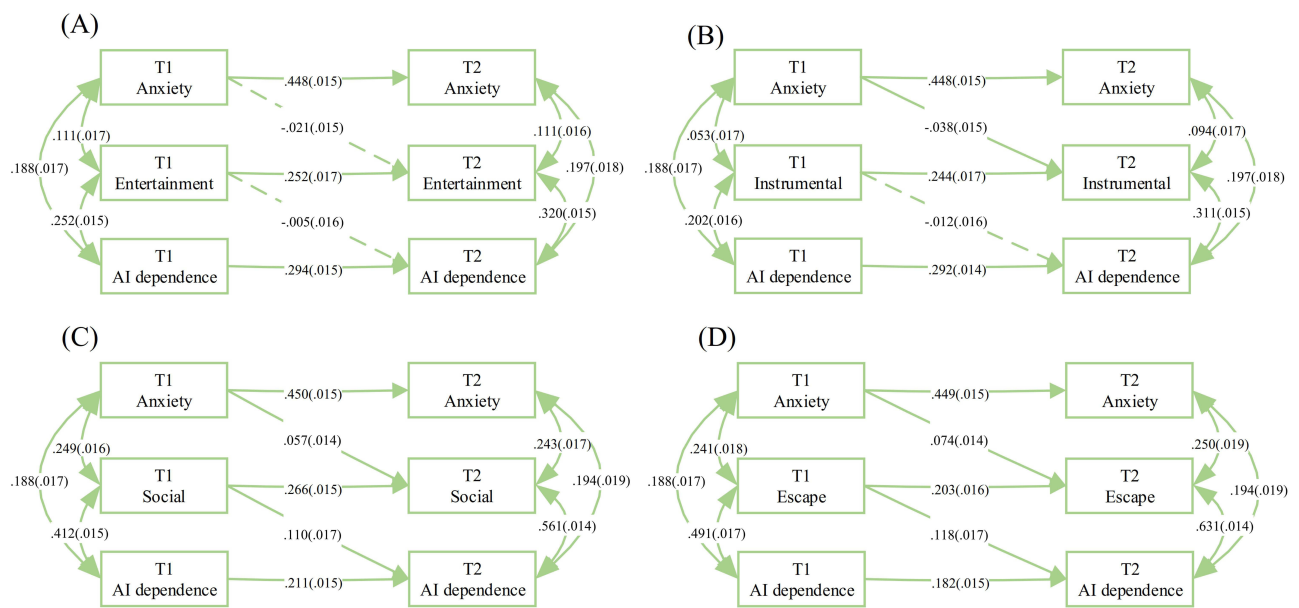 (A)
T1
Anxiety
T2
Anxiety
.448(.015)
-.021(.015)
.111(.017)
.111(.016)
.188(.017)
T1
Entertainment
.252(.017)
T2
Entertainment
.197(.018)
.252(.015)
-.005(.016)
.320(.015)
T1
AI dependence
.294(.015)
T2
AI dependence
(B)
T1
Anxiety
T2
Anxiety
.448(.015)
-.038(.015)
.053(.017)
.094(.017)
.188(.017)
T1
Instrumental
.244(.017)
T2
Instrumental
.197(.018)
.202(.016)
-.012(.016)
.311(.015)
T1
AI dependence
.292(.014)
T2
AI dependence
(C)
T1
Anxiety
T2
Anxiety
.450(.015)
.057(.014)
.249(.016)
.243(.017)
.188(.017)
T1
Social
.266(.015)
T2
Social
.194(.019)
.412(.015)
.110(.017)
.561(.014)
T1
AI dependence
.211(.015)
T2
AI dependence
(D)
T1
Anxiety
T2
Anxiety
.449(.015)
.074(.014)
.241(.018)
.250(.019)
.188(.017)
T1
Escape
.203(.016)
T2
Escape
.194(.019)
.491(.017)
.118(.017)
.631(.014)
T1
AI dependence
.182(.015)
T2
AI dependence